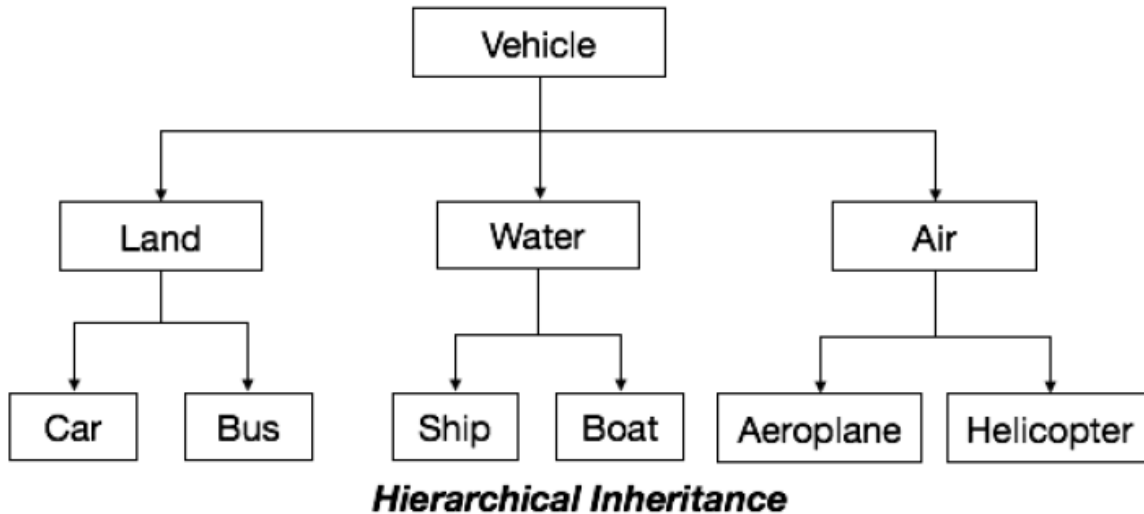 Vehicle
Land Water Air
Car Bus Ship Boat Aeroplane Helicopter
Hierarchical Inheritance